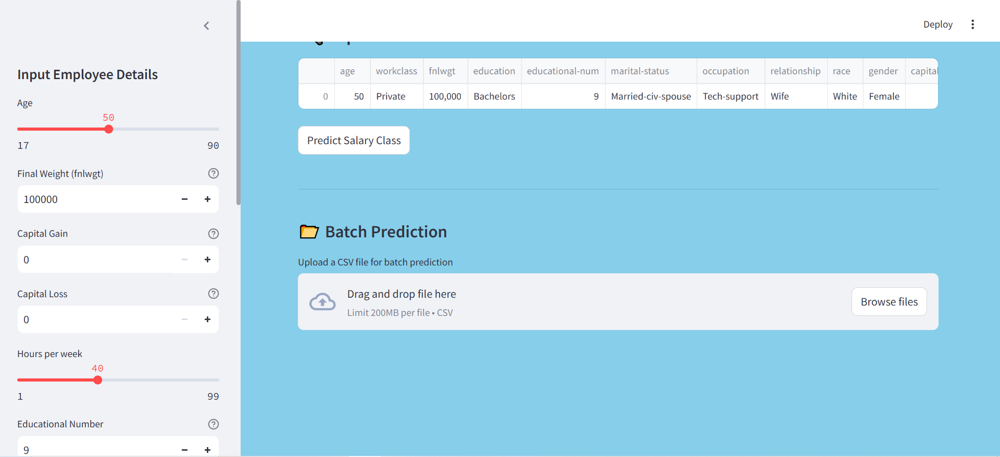 Deploy
Input Employee Details
Age
50
17 90
Final Weight (fnlwgt)
100000
Capital Gain
0
Capital Loss
0
Hours per week
40
1 99
Educational Number
9
age workclass fnlwgt education educational-num marital-status occupation relationship race gender capital
0 50 Private 100,000 Bachelors 9 Married-civ-spouse Tech-support Wife White Female
Predict Salary Class
Batch Prediction
Upload a CSV file for batch prediction
Drag and drop file here
Limit 200MB per file • CSV
Browse files